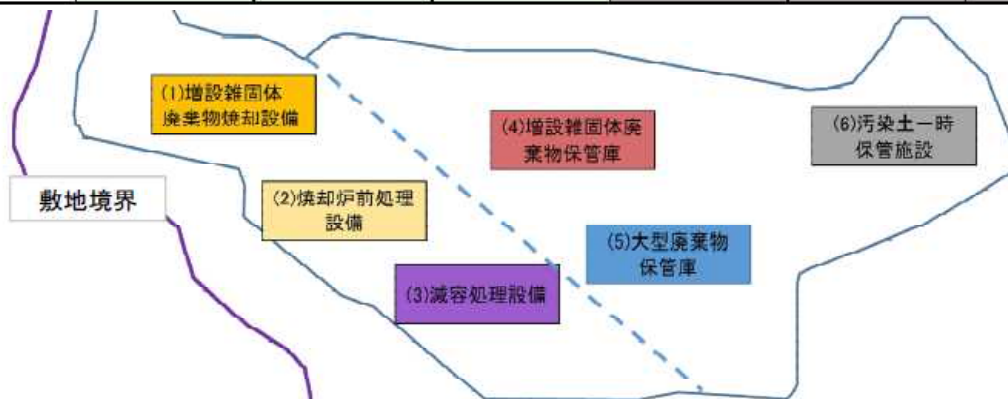 (1)増設雑固体
廃棄物焼却設備
(4)増設雑固体廃
棄物保管庫
(6)汚染土一時
保管施設
敷地境界
(2)焼却炉前処理
設備
(5)大型廃棄物
保管庫
(3)減容処理設備